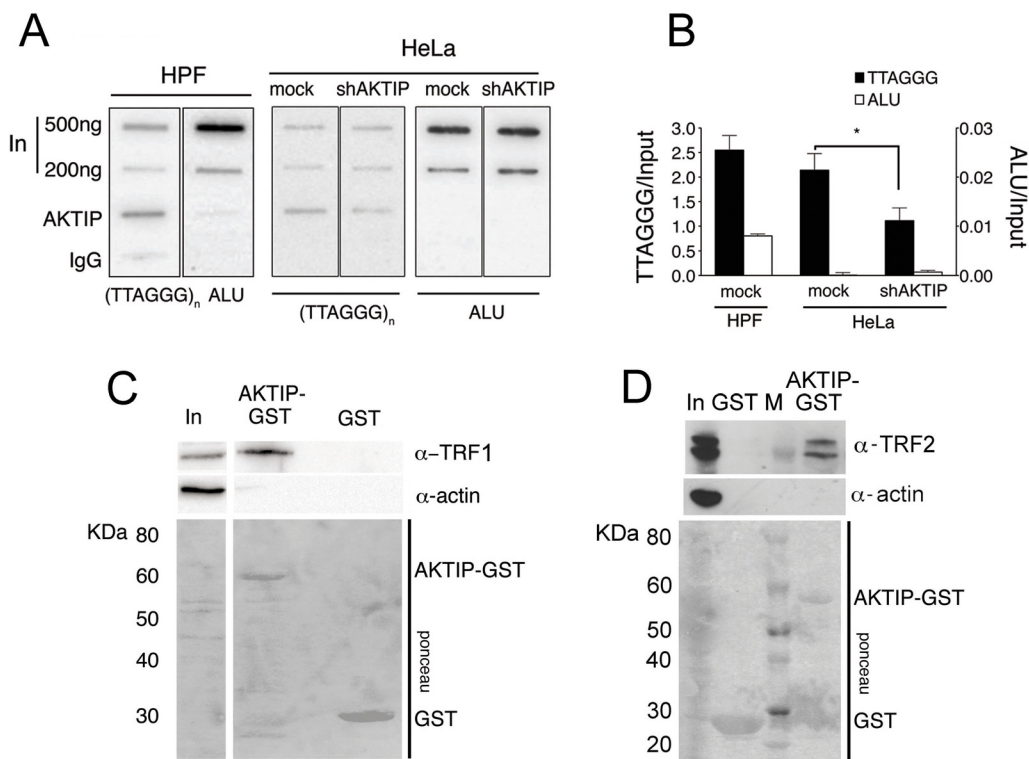 A
HeLa
HPF
mock shAKTIP mock shAKTIP
In
500ng
200ng
AKTIP
IgG
(TTAGGG)n ALU
(TTAGGG)n ALU
B
TTAGGG
ALU
*
TTAGGG/Input
3.0
2.5
2.0
1.5
1.0
0.5
0.0
0.03
0.02
0.01
0.00
ALU/Input
mock mock shAKTIP
HPF HeLa
C
In AKTIP-GST GST
α-TRF1
α-actin
KDa
80
60
50
40
30
AKTIP-GST
ponceau
GST
D
In GST M AKTIP-GST
α-TRF2
α-actin
KDa
80
60
50
40
30
20
AKTIP-GST
ponceau
GST